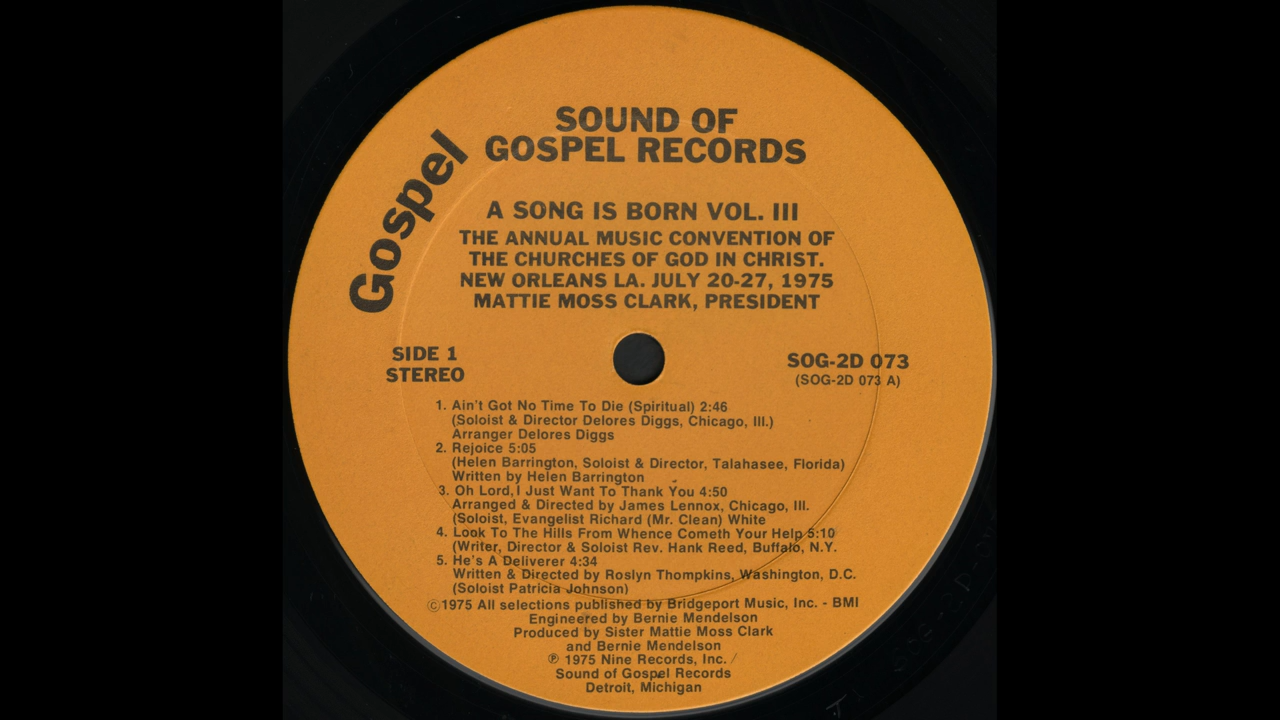 SOUND OF
GOSPEL RECORDS
Gospel
A SONG IS BORN VOL. III
THE ANNUAL MUSIC CONVENTION OF
THE CHURCHES OF GOD IN CHRIST.
NEW ORLEANS LA. JULY 20-27, 1975
MATTIE MOSS CLARK, PRESIDENT
SIDE 1
STEREO
SOG-2D 073
(SOG-2D 073 A)
1. Ain't Got No Time To Die (Spiritual) 2:46
(Soloist & Director Delores Diggs, Chicago, Ill.)
Arranger Delores Diggs
2. Rejoice 5:05
(Helen Barrington, Soloist & Director, Talahasee, Florida)
Written by Helen Barrington
3. Oh Lord, I Just Want To Thank You 4:50
Arranged & Directed by James Lennox, Chicago, Ill.
(Soloist, Evangelist Richard (Mr. Clean) White
4. Look To The Hills From Whence Cometh Your Help 5:10
(Writer, Director & Soloist Rev. Hank Reed, Buffalo, N.Y.
5. He's A Deliverer 4:34
Written & Directed by Roslyn Thompkins, Washington, D.C.
(Soloist Patricia Johnson)
©1975 All selections published by Bridgeport Music, Inc. - BMI
Engineered by Bernie Mendelson
Produced by Sister Mattie Moss Clark
and Bernie Mendelson
℗ 1975 Nine Records, Inc.
Sound of Gospel Records
Detroit, Michigan